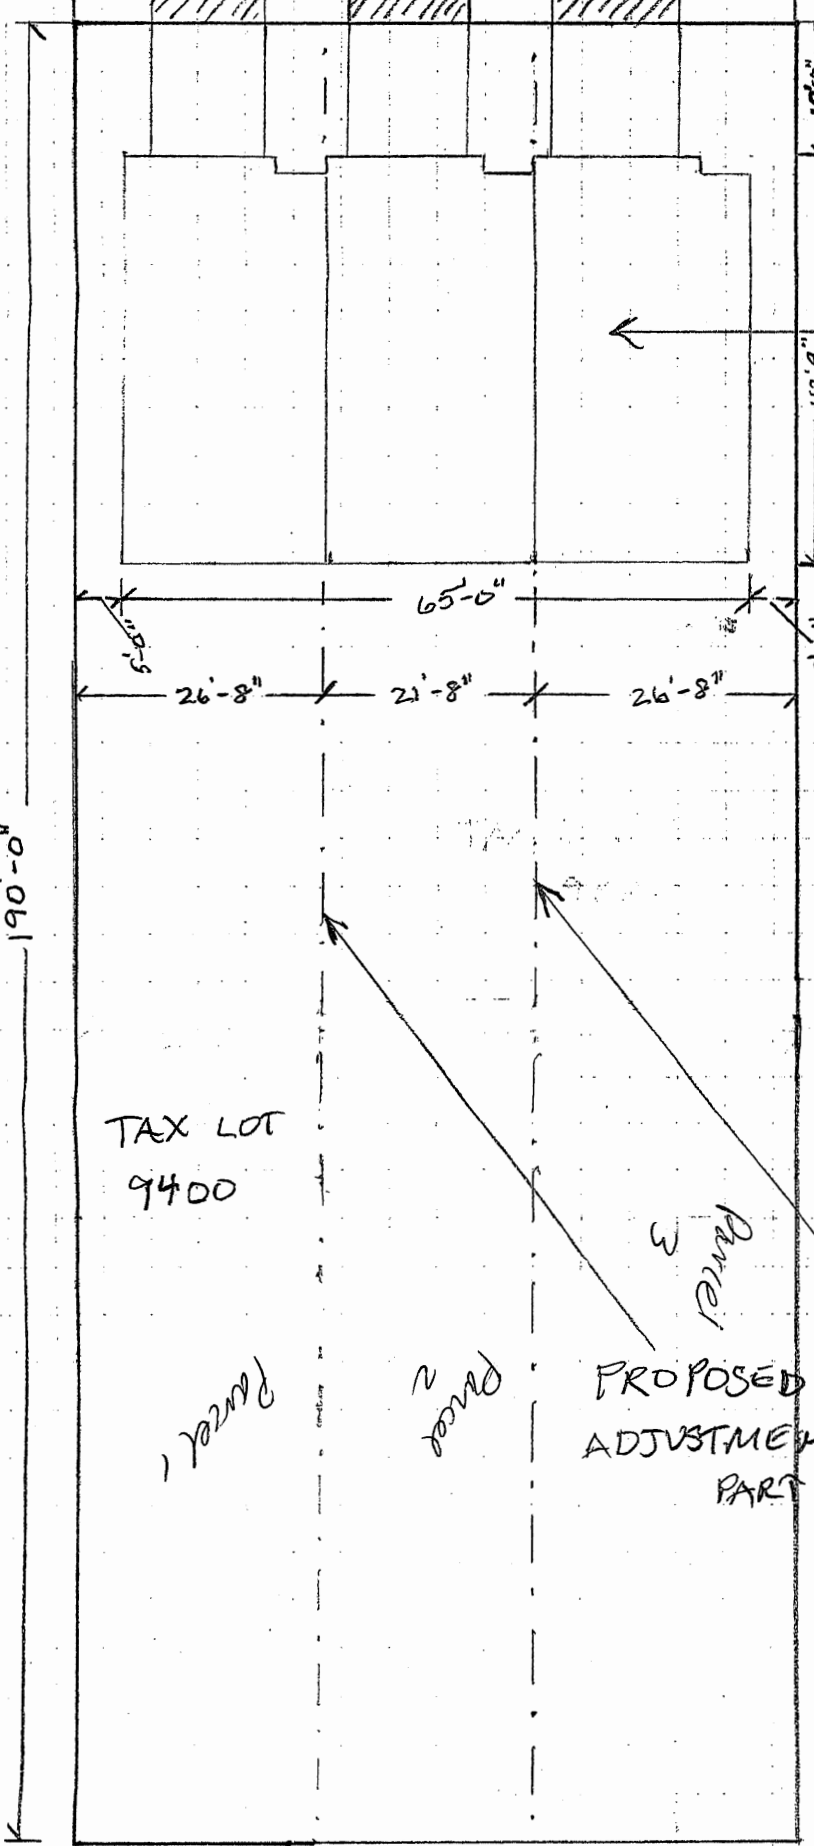 65'-0"
5'-0"
26'-8"
21'-8"
26'-8"
190'-0"
TAX LOT
9400
Parcel
3
Parcel 1
Parcel
2
PROPOSED
ADJUSTME
PART